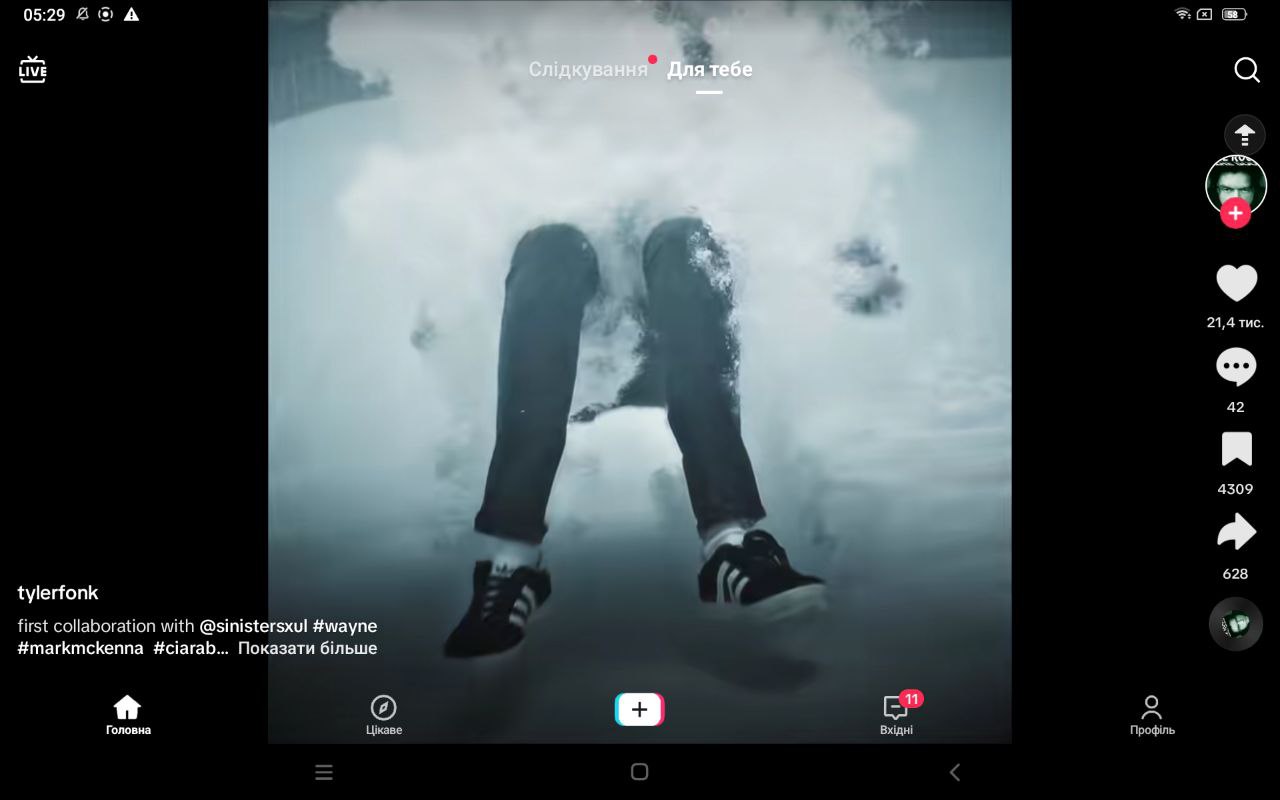 05:29
58
LIVE
Слідкування Для тебе
21,4 тис.
42
4309
628
tylerfonk
first collaboration with @sinistersxul #wayne
#markmckenna #ciarab... Показати більше
Головна
Цікаве
11
Вхідні
Профіль